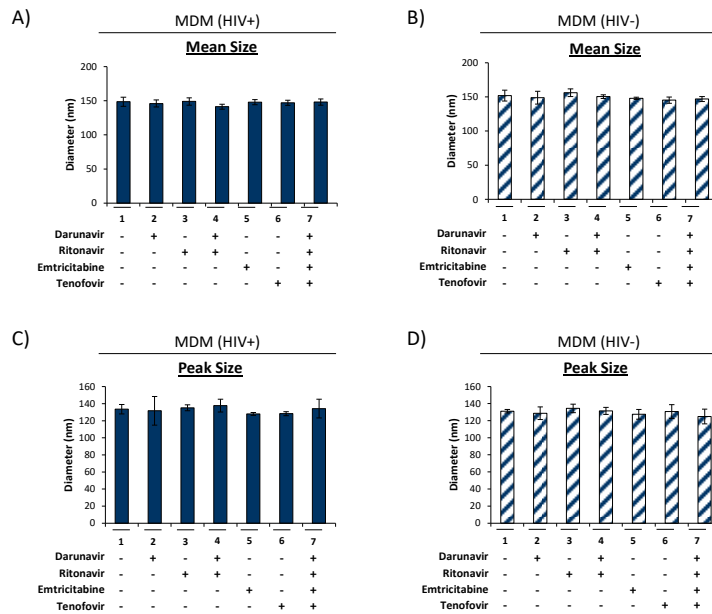 A)
MDM (HIV+)
Mean Size
200
150
100
50
0
Diameter (nm)
1 2 3 4 5 6 7
Darunavir - + - + - - +
Ritonavir - - + + - - +
Emtricitabine - - - - + - +
Tenofovir - - - - - + +
B)
MDM (HIV-)
Mean Size
200
150
100
50
0
Diameter (nm)
1 2 3 4 5 6 7
Darunavir - + - + - - +
Ritonavir - - + + - - +
Emtricitabine - - - - + - +
Tenofovir - - - - - + +
C)
MDM (HIV+)
Peak Size
160
140
120
100
80
60
40
20
0
Diameter (nm)
1 2 3 4 5 6 7
Darunavir - + - + - - +
Ritonavir - - + + - - +
Emtricitabine - - - - + - +
Tenofovir - - - - - + +
D)
MDM (HIV-)
Peak Size
160
140
120
100
80
60
40
20
0
Diameter (nm)
1 2 3 4 5 6 7
Darunavir - + - + - - +
Ritonavir - - + + - - +
Emtricitabine - - - - + - +
Tenofovir - - - - - + +